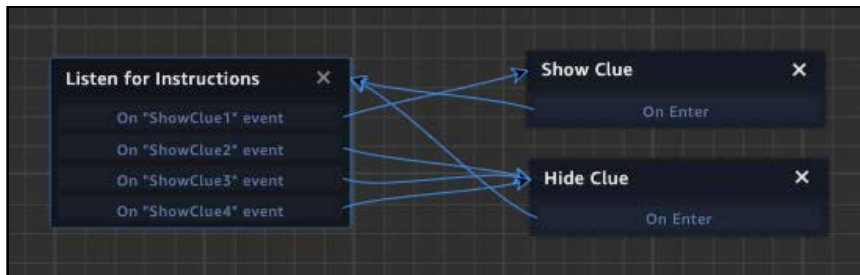 Listen for Instructions
On "ShowClue1" event
On "ShowClue2" event
On "ShowClue3" event
On "ShowClue4" event
Show Clue
On Enter
Hide Clue
On Enter